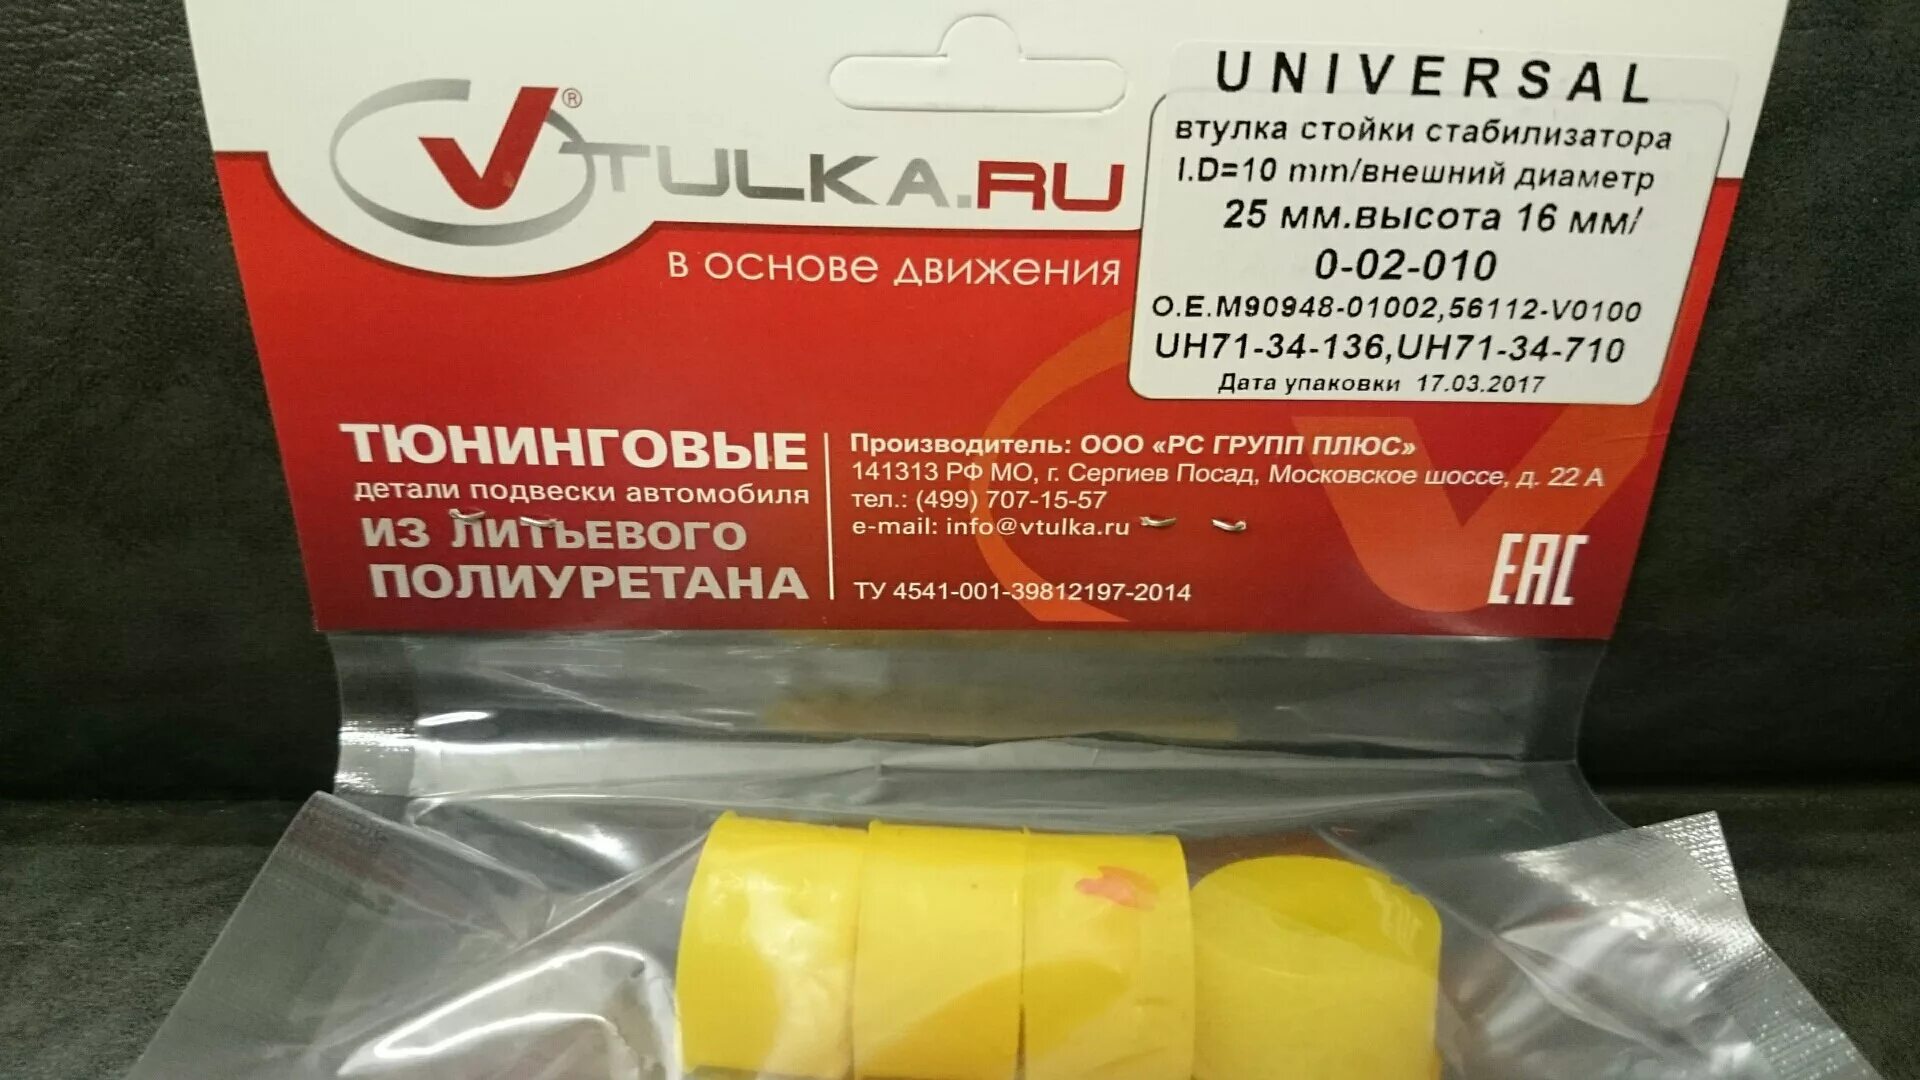 VTULKA.RU
®
В ОСНОВЕ ДВИЖЕНИЯ
UNIVERSAL
втулка стойки стабилизатора
I.D=10 mm/внешний диаметр
25 мм.высота 16 мм/
0-02-010
O.E.M90948-01002,56112-V0100
UH71-34-136,UH71-34-710
Дата упаковки 17.03.2017
ТЮНИНГОВЫЕ
детали подвески автомобиля
ИЗ ЛИТЬЕВОГО
ПОЛИУРЕТАНА
Производитель: ООО «РС ГРУПП ПЛЮС»
141313 РФ МО, г. Сергиев Посад, Московское шоссе, д. 22 А
тел.: (499) 707-15-57
e-mail: info@vtulka.ru
ТУ 4541-001-39812197-2014
EAC